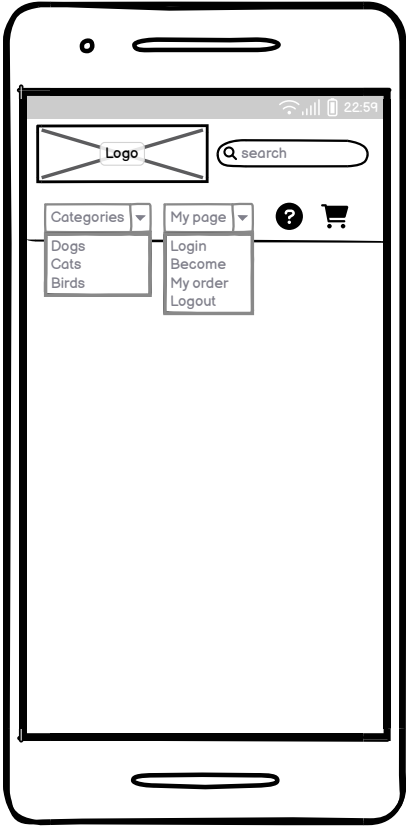 22:59
Logo
search
Categories
My page
Dogs
Cats
Birds
Login
Become
My order
Logout
?